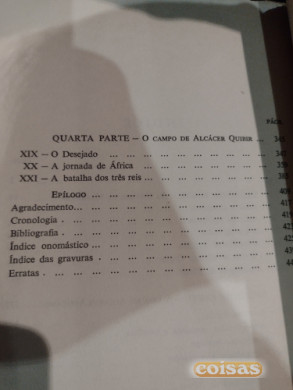 PÁGS.
QUARTA PARTE — O CAMPO DE ALCÁCER QUIBIR ...
XIX — O Desejado ... ... ... ... ... ... ... ...
XX — A jornada de África ... ... ... ... ... ...
XXI — A batalha dos três reis ... ... ... ... ...
EPÍLOGO ... ... ... ... ... ... ... ...
Agradecimento... ... ... ... ... ... ... ... ...
Cronologia . ... ... ... ... ... ... ... ... ...
Bibliografia . ... ... ... ... ... ... ... ... ...
Índice onomástico ... ... ... ... ... ... ... ...
Índice das gravuras ... ... ... ... ... ... ...
Erratas . ... ... ... ... ... ... ... ... ...
coisas